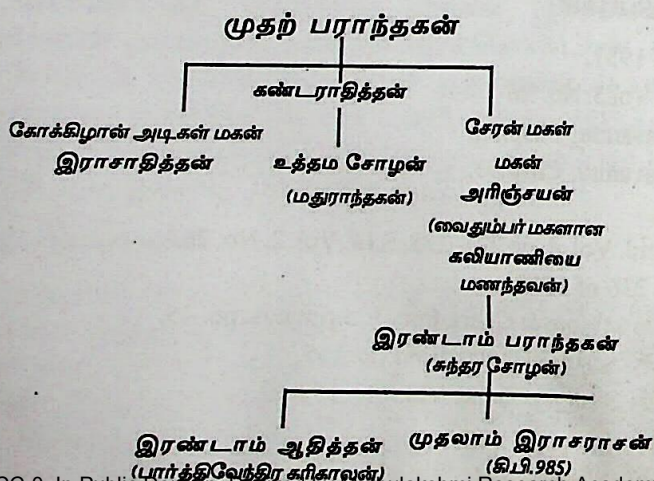 முதற் பராந்தகன்
கண்டராதித்தன்
கோக்கிழான் அடிகள் மகன்
இராசாதித்தன்
உத்தம சோழன்
(மதுராந்தகன்)
சேரன் மகள்
மகன்
அரிஞ்சயன்
(வைதும்பர் மகளான
கலியாணியை
மணந்தவன்)
இரண்டாம் பராந்தகன்
(சுந்தர சோழன்)
இரண்டாம் ஆதித்தன்
(பார்த்திவேந்திர கரிகாலன்)
முதலாம் இராசராசன்
(கி.பி.985)